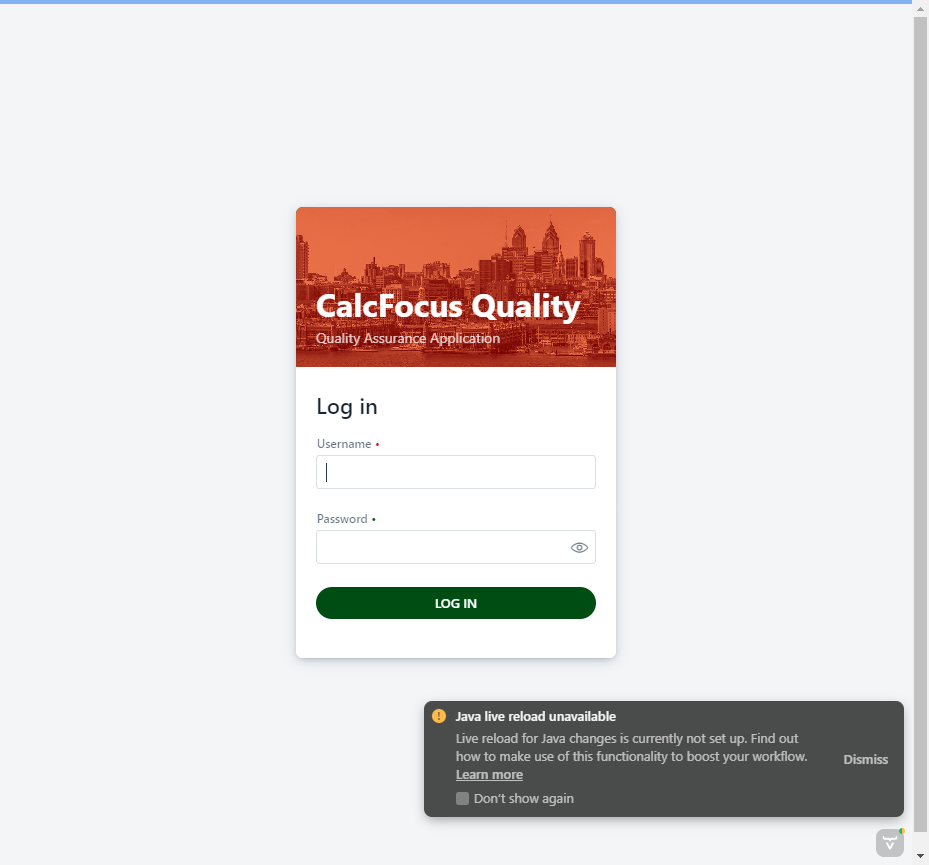 CalcFocus Quality
Quality Assurance Application
Log in
Username •
Password •
LOG IN
Java live reload unavailable
Live reload for Java changes is currently not set up. Find out
how to make use of this functionality to boost your workflow.
Learn more
Dismiss
Don't show again